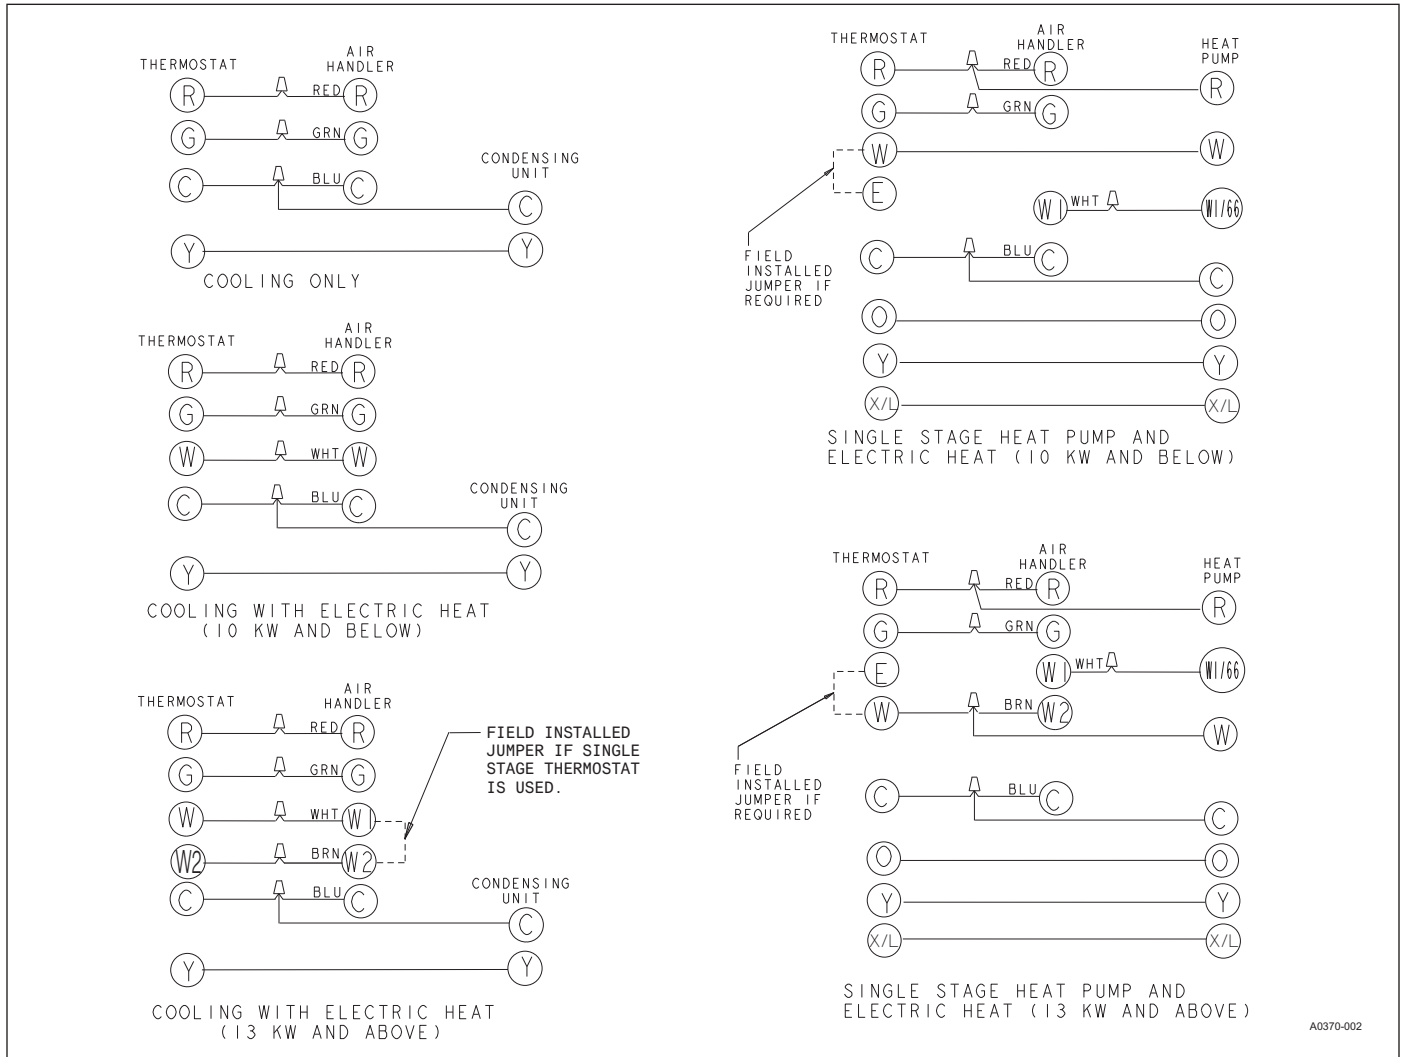 THERMOSTAT
AIR
HANDLER
R RED R
G GRN G
CONDENSING
UNIT
C BLU C
C
Y Y
COOLING ONLY
THERMOSTAT
AIR
HANDLER
R RED R
G GRN G
W WHT W
CONDENSING
UNIT
C BLU C
C
Y Y
COOLING WITH ELECTRIC HEAT
(10 KW AND BELOW)
THERMOSTAT
AIR
HANDLER
R RED R
FIELD INSTALLED
JUMPER IF SINGLE
STAGE THERMOSTAT
IS USED.
G GRN G
W WHT W1
W2 BRN W2
CONDENSING
UNIT
C BLU C
C
Y Y
COOLING WITH ELECTRIC HEAT
(13 KW AND ABOVE)
THERMOSTAT
AIR
HANDLER
HEAT
PUMP
R RED R
R
G GRN G
W W
E
W1 WHT W1/66
FIELD
INSTALLED
JUMPER IF
REQUIRED
C BLU C
C
O O
Y Y
X/L X/L
SINGLE STAGE HEAT PUMP AND
ELECTRIC HEAT (10 KW AND BELOW)
THERMOSTAT
AIR
HANDLER
HEAT
PUMP
R RED R
R
G GRN G
E W1 WHT W1/66
W BRN W2
W
FIELD
INSTALLED
JUMPER IF
REQUIRED
C BLU C
C
O O
Y Y
X/L X/L
SINGLE STAGE HEAT PUMP AND
ELECTRIC HEAT (13 KW AND ABOVE)
A0370-002